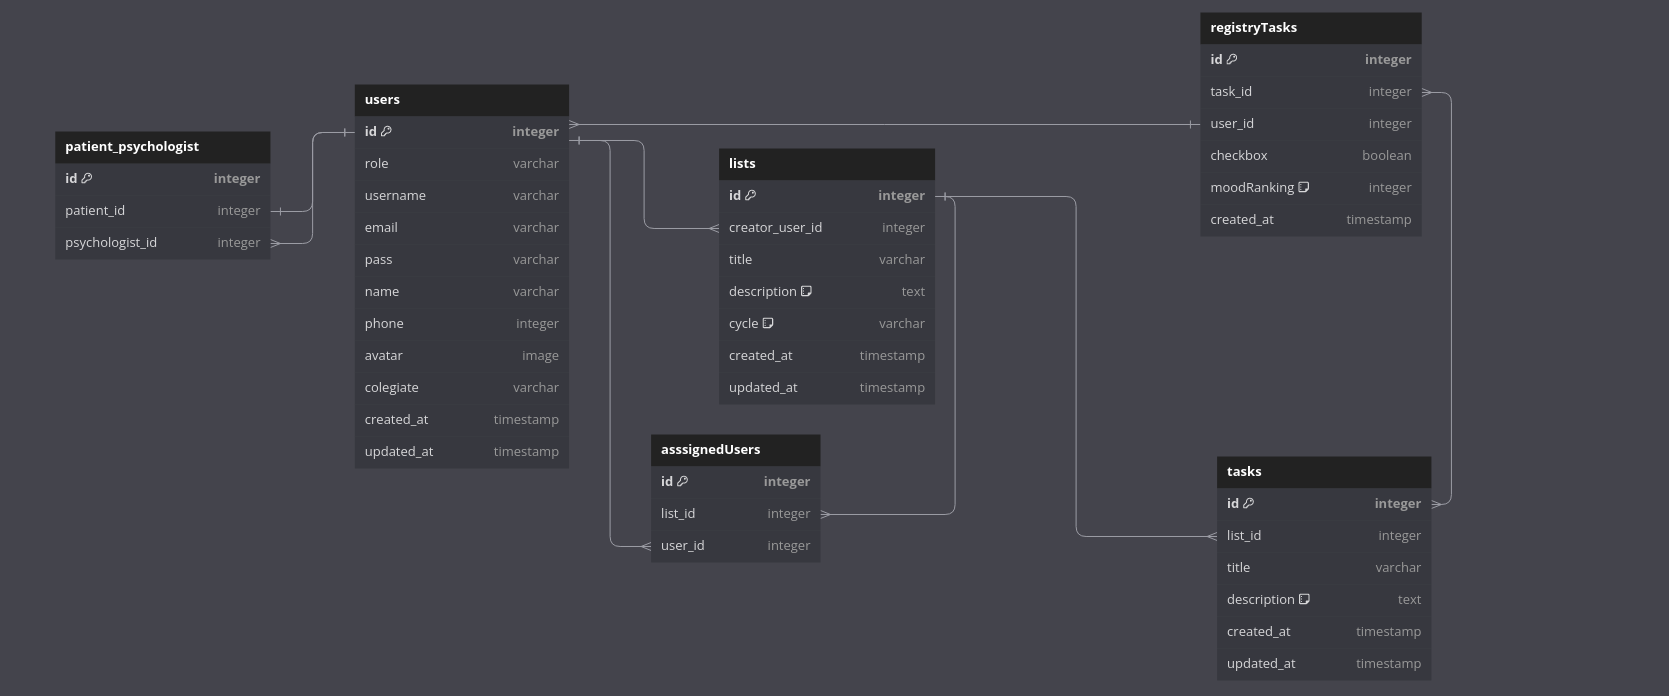 patient_psychologist
id integer
patient_id integer
psychologist_id integer
users
id integer
role varchar
username varchar
email varchar
pass varchar
name varchar
phone integer
avatar image
colegiate varchar
created_at timestamp
updated_at timestamp
lists
id integer
creator_user_id integer
title varchar
description text
cycle varchar
created_at timestamp
updated_at timestamp
asssignedUsers
id integer
list_id integer
user_id integer
registryTasks
id integer
task_id integer
user_id integer
checkbox boolean
moodRanking integer
created_at timestamp
tasks
id integer
list_id integer
title varchar
description text
created_at timestamp
updated_at timestamp